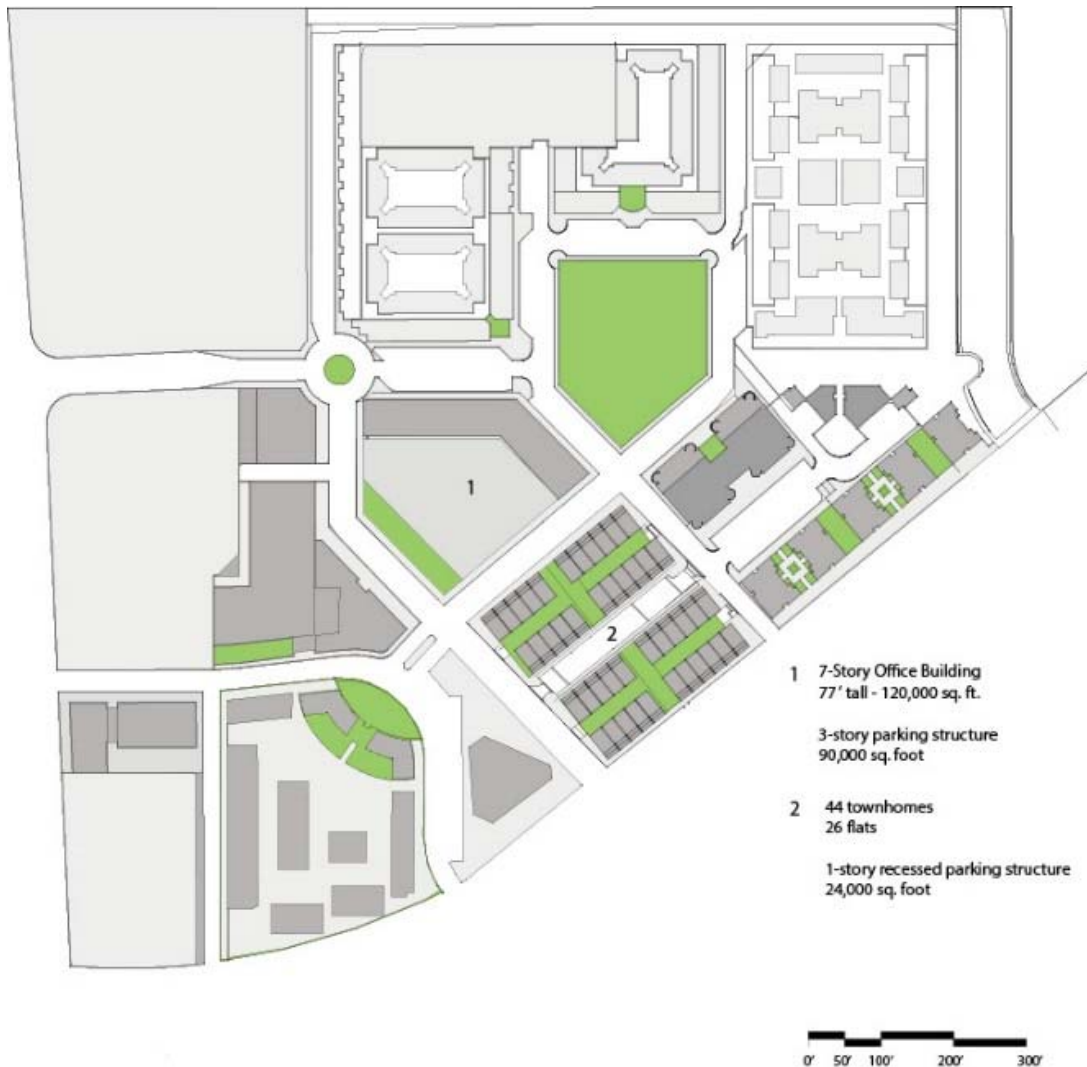 1
2
1 7-Story Office Building
77' tall - 120,000 sq. ft.
3-story parking structure
90,000 sq. foot
2 44 townhomes
26 flats
1-story recessed parking structure
24,000 sq. foot
0' 50' 100' 200' 300'